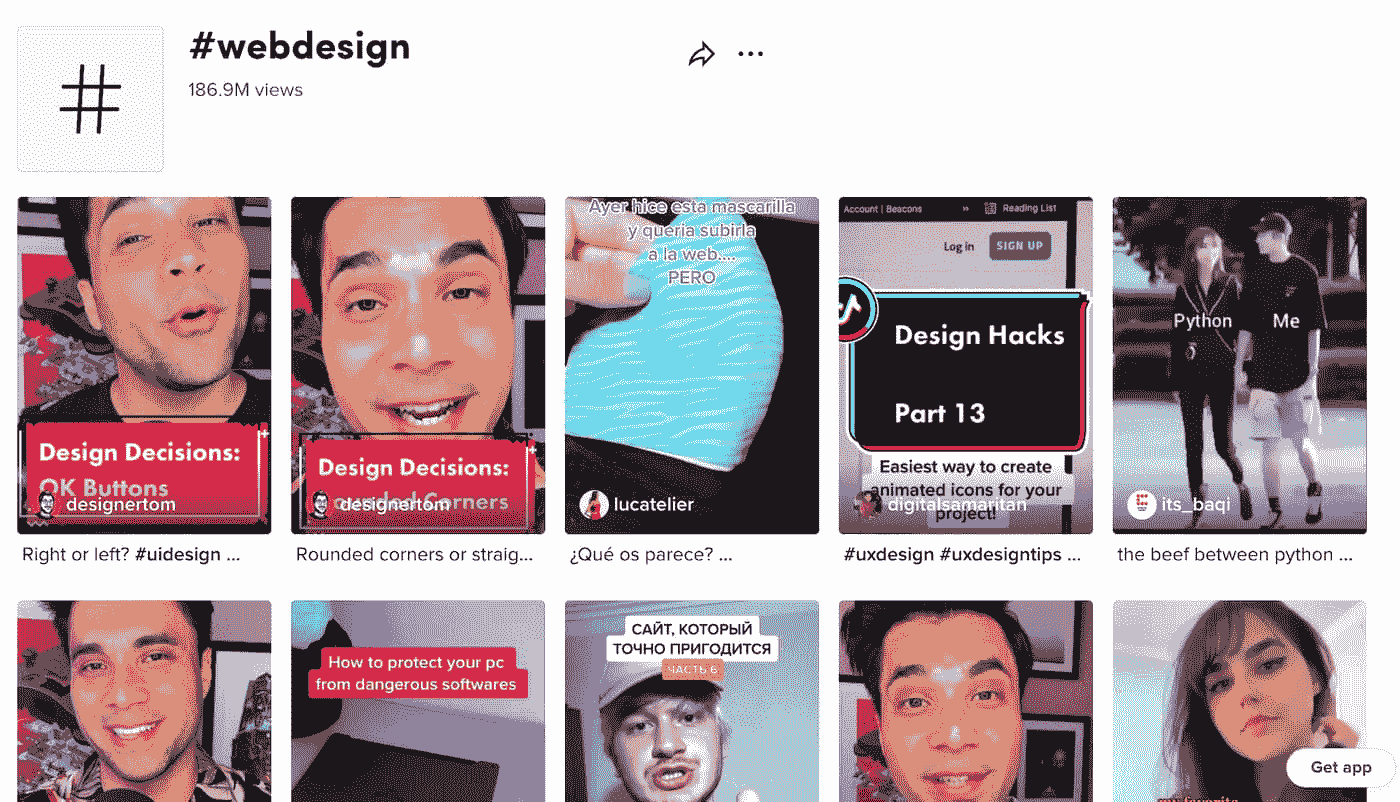 #webdesign
186.9M views
Design Decisions:
OK Buttons
designertom
Right or left? #uidesign ...
Design Decisions:
Corners
designertom
Rounded corners or straig...
Ayer hice esta mascarilla
y quería subirla
a la web....
PERO
lucatelier
¿Qué os parece? ...
Account | Beacons
»
Reading List
Log in
SIGN UP
Design Hacks
Part 13
Easiest way to create
animated icons for your
project!
digitalsamaritan
#uxdesign #uxdesigntips ...
Python
Me
its_baqi
the beef between python ...
How to protect your pc
from dangerous softwares
САЙТ, КОТОРЫЙ
ТОЧНО ПРИГОДИТСЯ
ЧАСТЬ 6
Get app